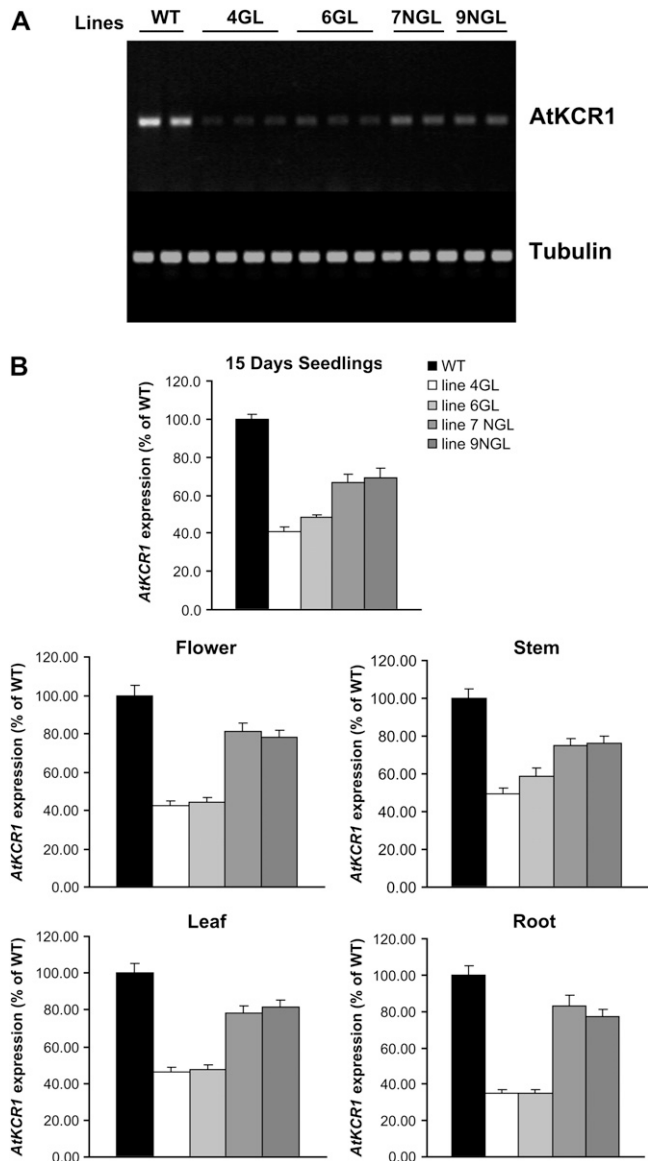 A
Lines WT 4GL 6GL 7NGL 9NGL
AtKCR1
Tubulin
B
15 Days Seedlings
AtKCR1 expression (% of WT)
120.0
100.0
80.0
60.0
40.0
20.0
0.0
WT
line 4GL
line 6GL
line 7 NGL
line 9NGL
Flower
AtKCR1 expression (% of WT)
120.00
100.00
80.00
60.00
40.00
20.00
0.00
Stem
AtKCR1 expression (% of WT)
120.00
100.00
80.00
60.00
40.00
20.00
0.00
Leaf
AtKCR1 expression (% of WT)
120.00
100.00
80.00
60.00
40.00
20.00
0.00
Root
AtKCR1 expression (% of WT)
120.00
100.00
80.00
60.00
40.00
20.00
0.00